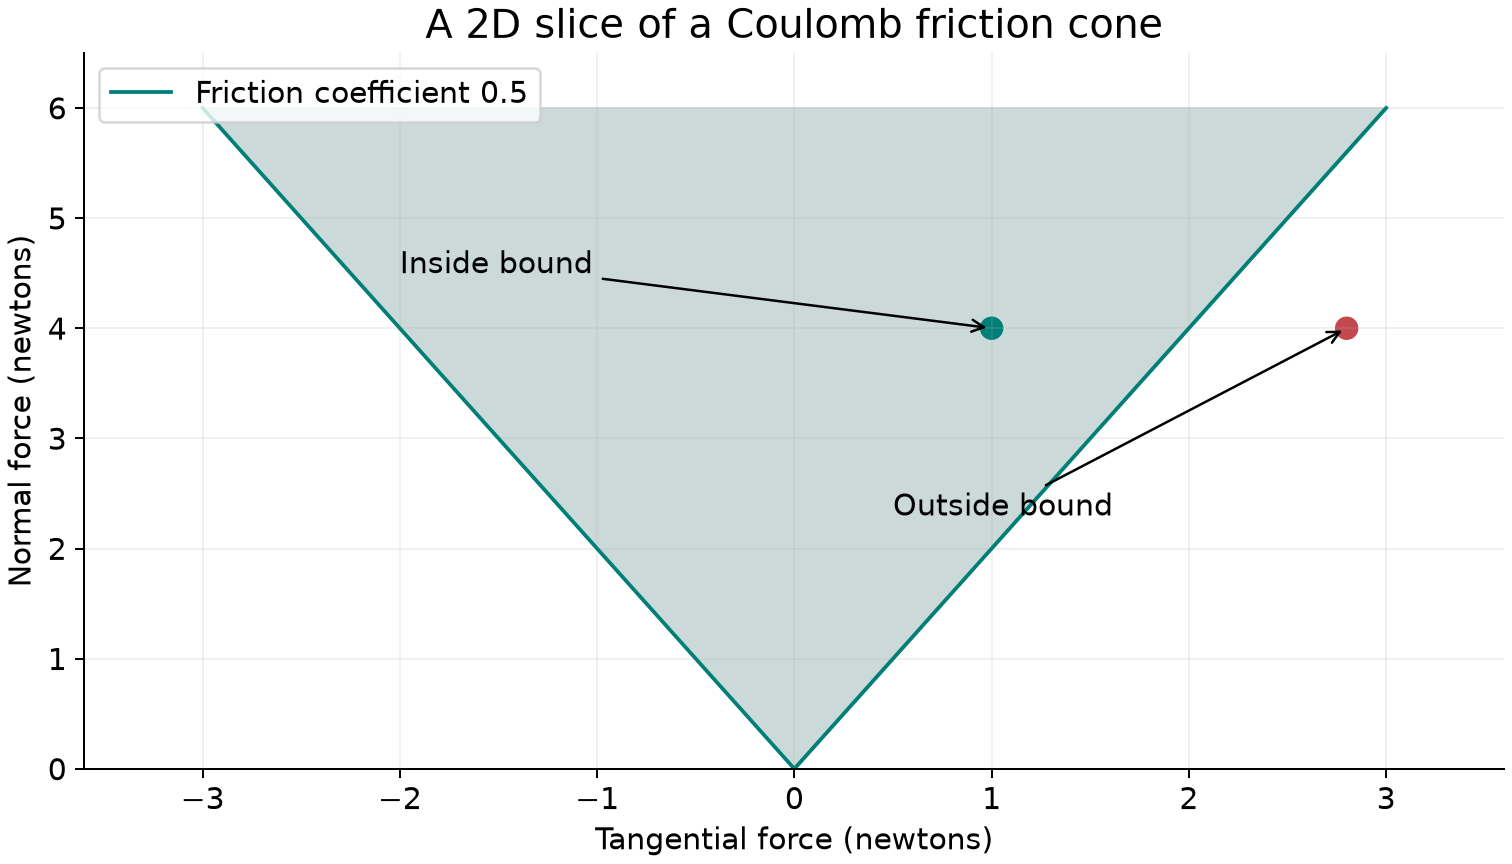 A 2D slice of a Coulomb friction cone
Friction coefficient 0.5
Inside bound
Outside bound
Normal force (newtons)
6
5
4
3
2
1
0
−3
−2
−1
0
1
2
3
Tangential force (newtons)